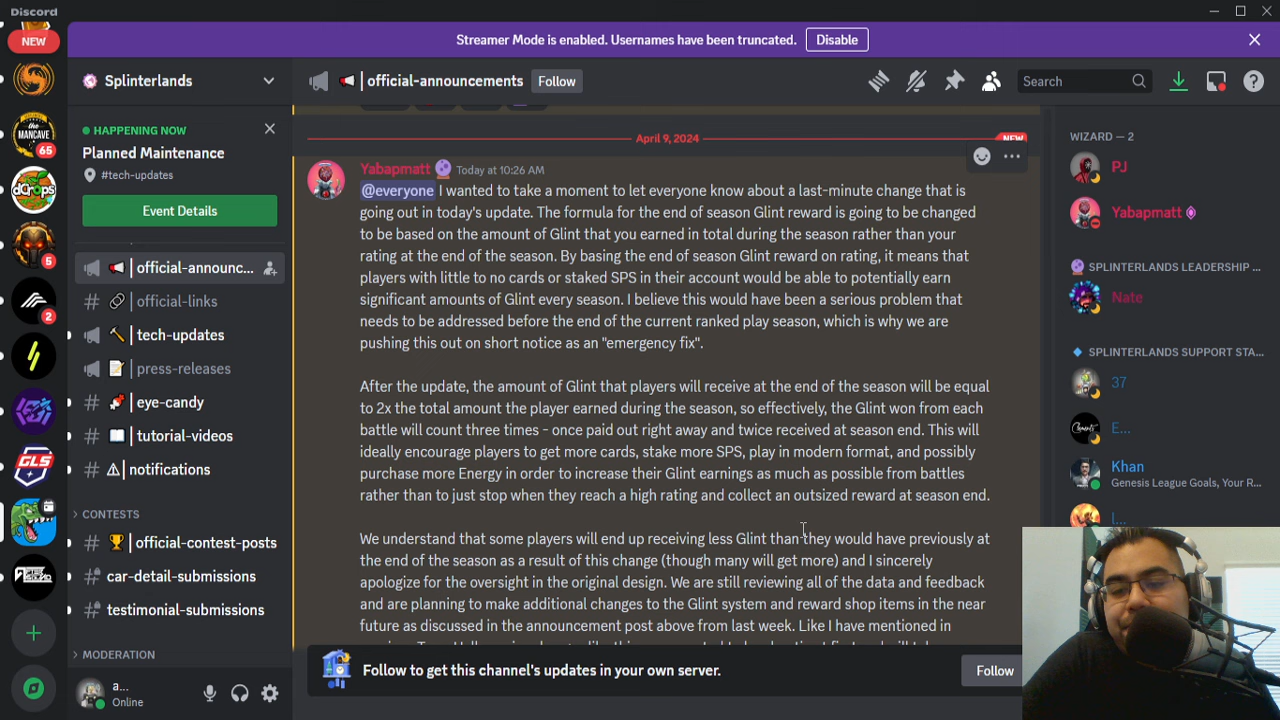 Discord
NEW
Streamer Mode is enabled. Usernames have been truncated.
Disable
Splinterlands
official-announcements
Follow
Search
HAPPENING NOW
Planned Maintenance
#tech-updates
Event Details
official-announc...
official-links
tech-updates
press-releases
eye-candy
tutorial-videos
notifications
CONTESTS
official-contest-posts
car-detail-submissions
testimonial-submissions
MODERATION
a...
Online
the
MANCAVE
65
dCROPS
5
2
GLS
April 9, 2024
NEW
Yabapmatt
Today at 10:26 AM
@everyone I wanted to take a moment to let everyone know about a last-minute change that is
going out in today's update. The formula for the end of season Glint reward is going to be changed
to be based on the amount of Glint that you earned in total during the season rather than your
rating at the end of the season. By basing the end of season Glint reward on rating, it means that
players with little to no cards or staked SPS in their account would be able to potentially earn
significant amounts of Glint every season. I believe this would have been a serious problem that
needs to be addressed before the end of the current ranked play season, which is why we are
pushing this out on short notice as an "emergency fix".
After the update, the amount of Glint that players will receive at the end of the season will be equal
to 2x the total amount the player earned during the season, so effectively, the Glint won from each
battle will count three times - once paid out right away and twice received at season end. This will
ideally encourage players to get more cards, stake more SPS, play in modern format, and possibly
purchase more Energy in order to increase their Glint earnings as much as possible from battles
rather than to just stop when they reach a high rating and collect an outsized reward at season end.
We understand that some players will end up receiving less Glint than they would have previously at
the end of the season as a result of this change (though many will get more) and I sincerely
apologize for the oversight in the original design. We are still reviewing all of the data and feedback
and are planning to make additional changes to the Glint system and reward shop items in the near
future as discussed in the announcement post above from last week. Like I have mentioned in
Follow to get this channel's updates in your own server.
Follow
WIZARD — 2
PJ
Yabapmatt
SPLINTERLANDS LEADERSHIP ...
Nate
SPLINTERLANDS SUPPORT STA...
37
E...
Khan
Genesis League Goals, Your R...
I...